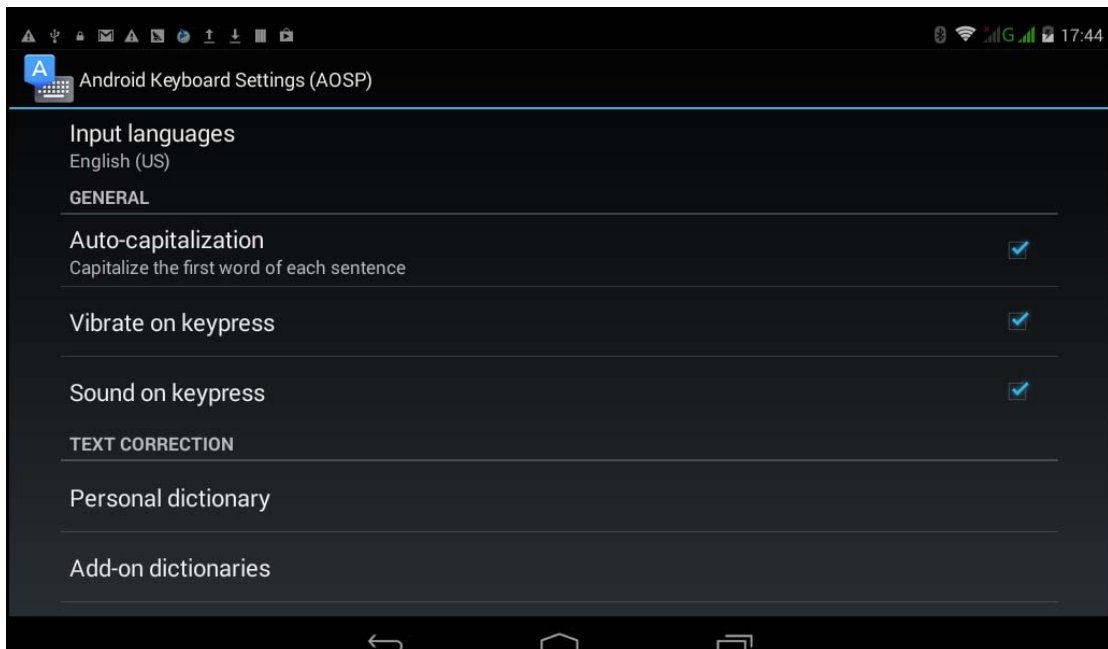 G 17:44
A Android Keyboard Settings (AOSP)
Input languages
English (US)
GENERAL
Auto-capitalization
Capitalize the first word of each sentence
Vibrate on keypress
Sound on keypress
TEXT CORRECTION
Personal dictionary
Add-on dictionaries